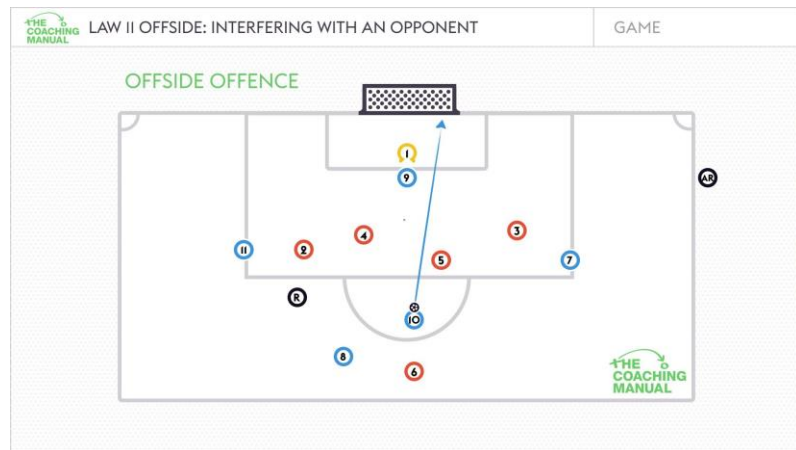 THE
COACHING
MANUAL
LAW II OFFSIDE: INTERFERING WITH AN OPPONENT
GAME
OFFSIDE OFFENCE
1
9
AR
4
3
11
2
5
7
R
10
8
6
THE
COACHING
MANUAL